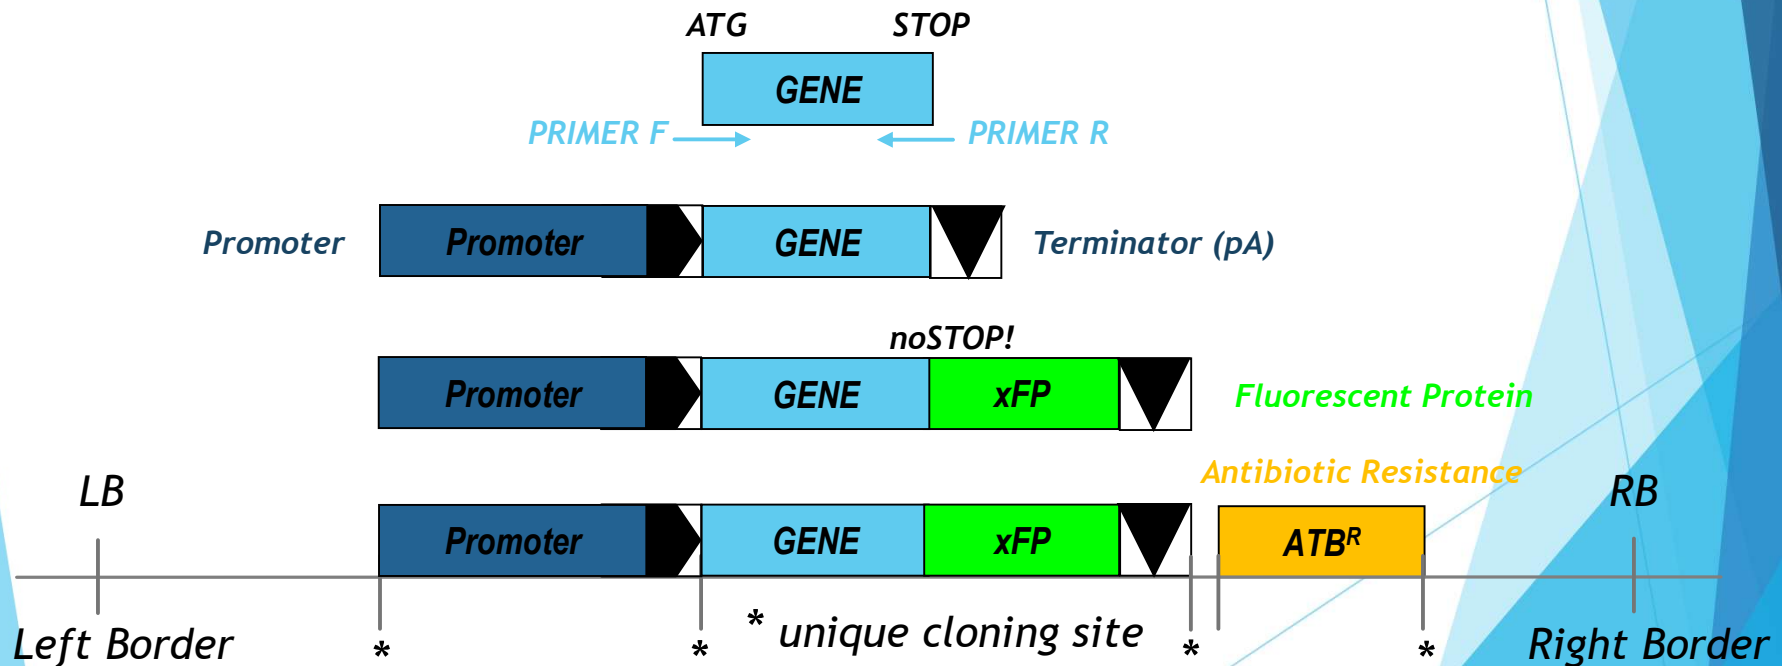 ATG STOP
GENE
PRIMER F PRIMER R
Promoter Promoter GENE Terminator (pA)
noSTOP!
Promoter GENE xFP Fluorescent Protein
Antibiotic Resistance
LB RB
Promoter GENE xFP ATBR
* * * unique cloning site * *
Left Border Right Border